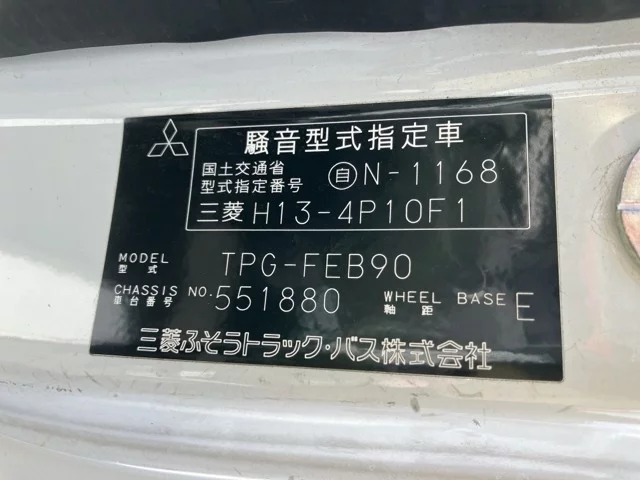 騒音型式指定車
国土交通省
型式指定番号 自 N-1168
三菱 H13-4P10F1
MODEL TPG-FEB90
型式
CHASSIS NO. 551880 WHEEL BASE E
車台番号 軸距
三菱ふそうトラック・バス株式会社